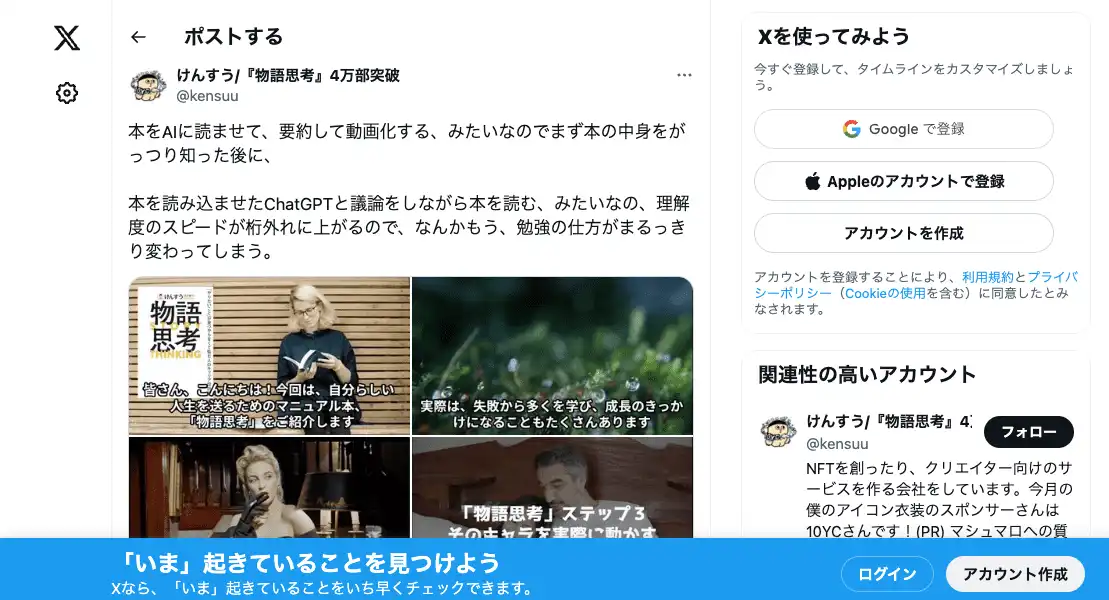 ポストする
けんすう/『物語思考』4万部突破
@kensuu
本をAIに読ませて、要約して動画化する、みたいなのでまず本の中身をが
っつり知った後に、
本を読み込ませたChatGPTと議論をしながら本を読む、みたいなの、理解
度のスピードが桁外れに上がるので、なんかもう、勉強の仕方がまるっき
り変わってしまう。
けんすう
物語
思考
STORY
THINKING
皆さん、こんにちは！今回は、自分らしい
人生を送るためのマニュアル本、
「物語思考」をご紹介します
実際は、失敗から多くを学び、成長のきっか
けになることもたくさんあります
「物語思考」ステップ３
そのキャラを実際に動かす
Xを使ってみよう
今すぐ登録して、タイムラインをカスタマイズしましょ
う。
Google で登録
Appleのアカウントで登録
アカウントを作成
アカウントを登録することにより、利用規約とプライバ
シーポリシー（Cookieの使用を含む）に同意したとみ
なされます。
関連性の高いアカウント
けんすう/『物語思考』4
@kensuu
フォロー
NFTを創ったり、クリエイター向けのサ
ービスを作る会社をしています。今月の
僕のアイコン衣装のスポンサーさんは
10YCさんです！(PR) マシュマロへの質
「いま」起きていることを見つけよう
Xなら、「いま」起きていることをいち早くチェックできます。
ログイン
アカウント作成